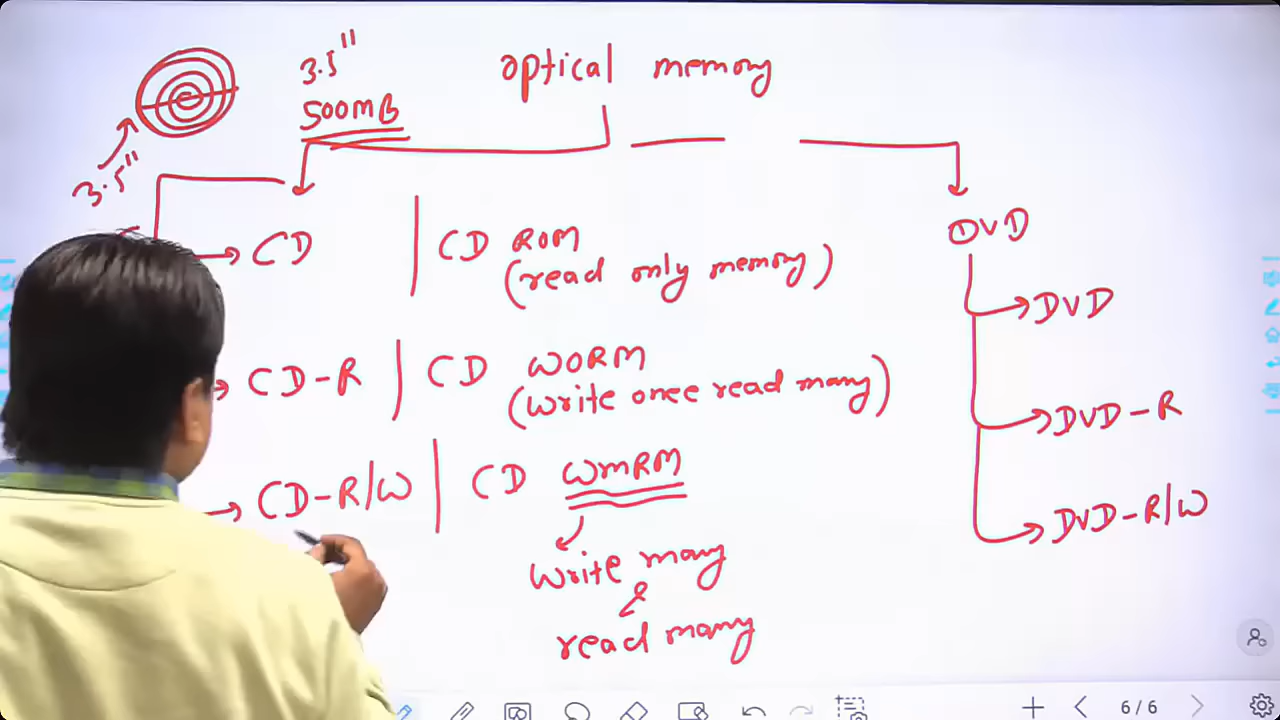 3.5"
500MB
optical memory
3.5"
CD | CD ROM
(read only memory)
CD-R | CD WORM
(write once read many)
CD-R/W | CD WMRM
write many
&
read many
DVD
DVD
DVD-R
DVD-R/W
6/6